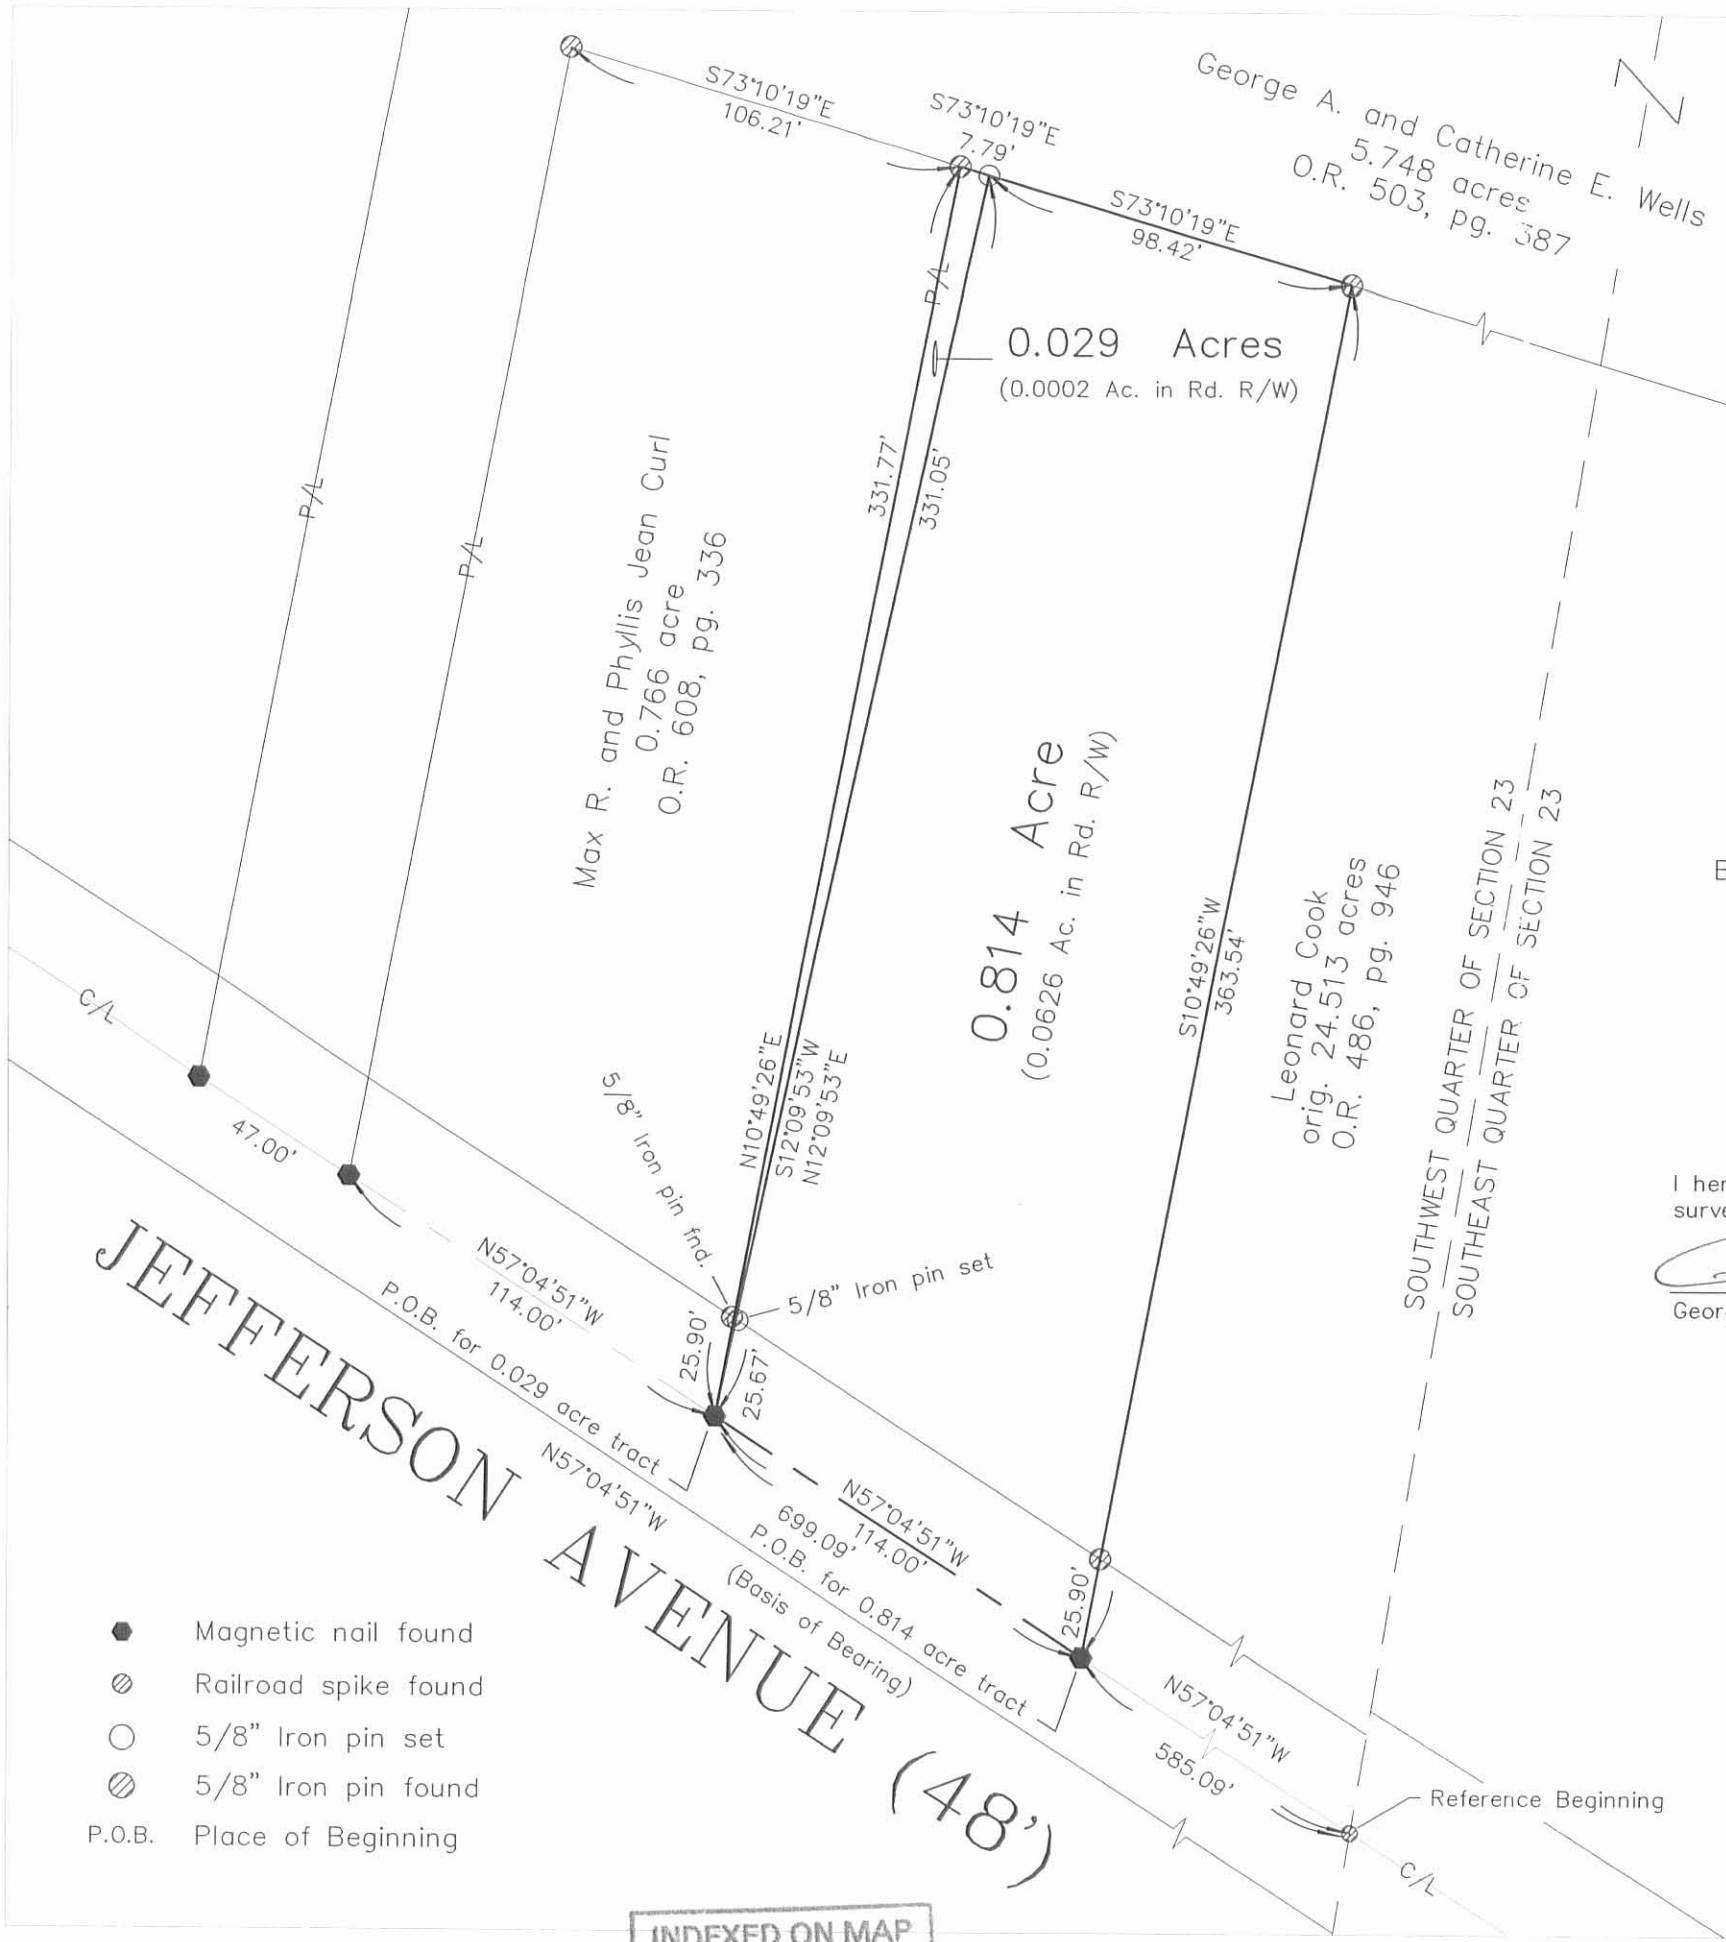 S73°10'19"E
106.21'
S73°10'19"E
7.79'
George A. and Catherine E. Wells
5.748 acres
O.R. 503, pg. 387
N
S73°10'19"E
98.42'
P/L
0.029 Acres
(0.0002 Ac. in Rd. R/W)
331.77'
331.05'
P/L
P/L
Max R. and Phyllis Jean Curl
0.766 acre
O.R. 608, pg. 336
0.814 Acre
(0.0626 Ac. in Rd. R/W)
S10°49'26"W
363.54'
Leonard Cook
orig. 24.513 acres
O.R. 486, pg. 946
SOUTHWEST QUARTER OF SECTION 23
SOUTHEAST QUARTER OF SECTION 23
B
I her
surve
Geor
C/L
47.00'
N10°49'26"E
S12°09'53"W
N12°09'53"E
5/8" Iron pin fnd.
5/8" Iron pin set
N57°04'51"W
114.00'
25.90'
25.67'
P.O.B. for 0.029 acre tract
N57°04'51"W
699.09'
N57°04'51"W
114.00'
P.O.B. for 0.814 acre tract
(Basis of Bearing)
25.90'
N57°04'51"W
585.09'
Reference Beginning
C/L
JEFFERSON AVENUE (48')
Magnetic nail found
Railroad spike found
5/8" Iron pin set
5/8" Iron pin found
P.O.B. Place of Beginning
INDEXED ON MAP